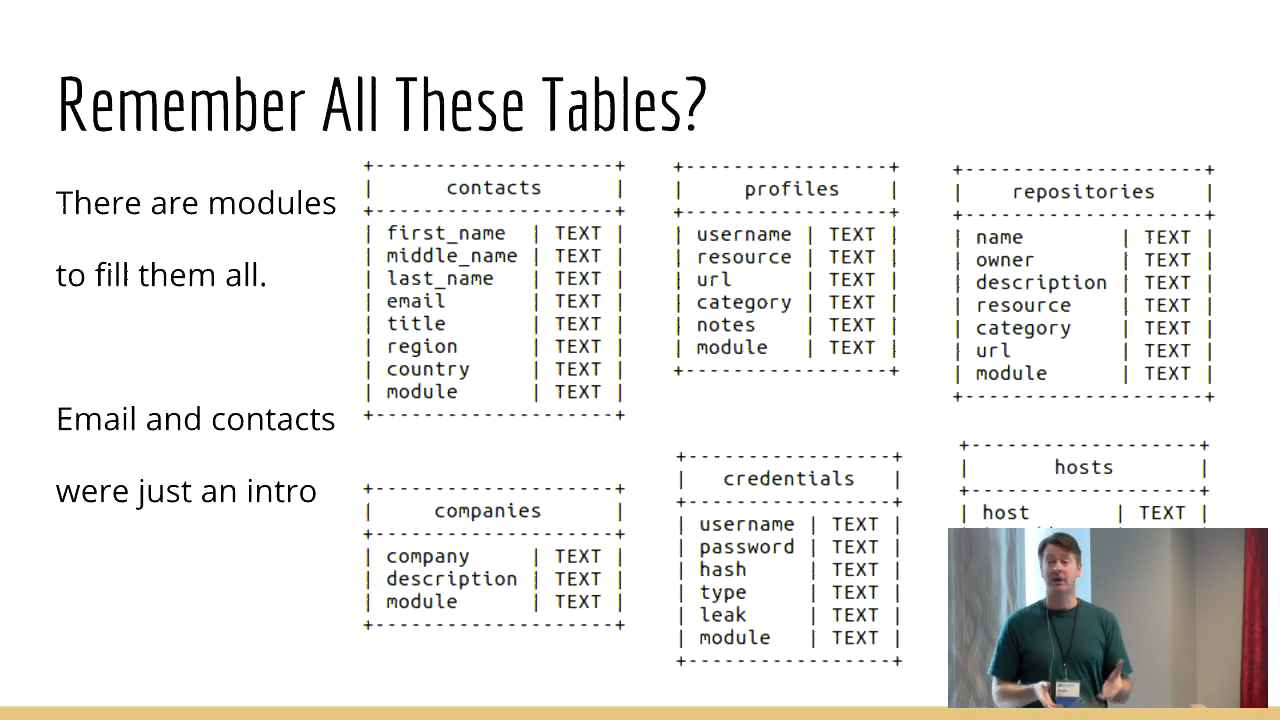 Remember All These Tables?
There are modules
to fill them all.
Email and contacts
were just an intro
+--------------------+
| contacts |
+--------------------+
| first_name | TEXT |
| middle_name | TEXT |
| last_name | TEXT |
| email | TEXT |
| title | TEXT |
| region | TEXT |
| country | TEXT |
| module | TEXT |
+--------------------+
+--------------------+
| companies |
+--------------------+
| company | TEXT |
| description | TEXT |
| module | TEXT |
+--------------------+
+-----------------+
| profiles |
+-----------------+
| username | TEXT |
| resource | TEXT |
| url | TEXT |
| category | TEXT |
| notes | TEXT |
| module | TEXT |
+-----------------+
+-----------------+
| credentials |
+-----------------+
| username | TEXT |
| password | TEXT |
| hash | TEXT |
| type | TEXT |
| leak | TEXT |
| module | TEXT |
+-----------------+
+--------------------+
| repositories |
+--------------------+
| name | TEXT |
| owner | TEXT |
| description | TEXT |
| resource | TEXT |
| category | TEXT |
| url | TEXT |
| module | TEXT |
+--------------------+
+-------------------+
| hosts |
+-------------------+
| host | TEXT |